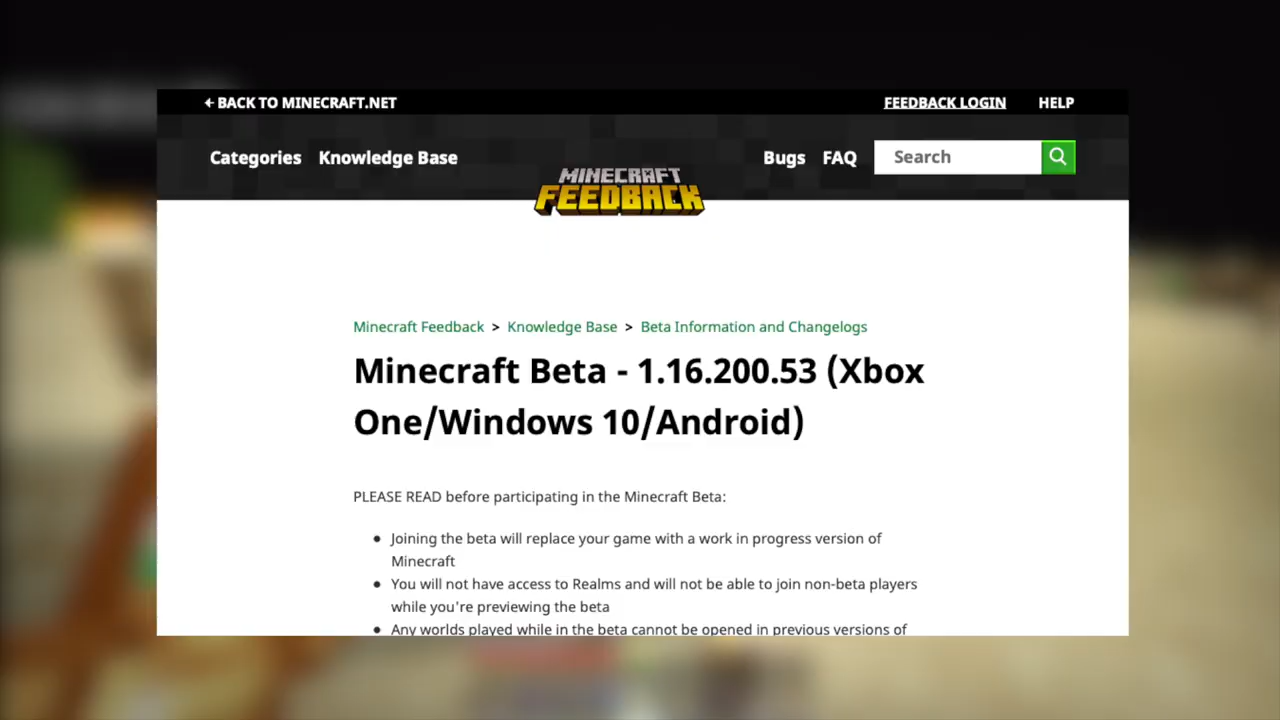 ← BACK TO MINECRAFT.NET
FEEDBACK LOGIN
HELP
Categories
Knowledge Base
MINECRAFT
FEEDBACK
Bugs
FAQ
Search
Minecraft Feedback > Knowledge Base > Beta Information and Changelogs
Minecraft Beta - 1.16.200.53 (Xbox
One/Windows 10/Android)
PLEASE READ before participating in the Minecraft Beta:
• Joining the beta will replace your game with a work in progress version of
Minecraft
• You will not have access to Realms and will not be able to join non-beta players
while you're previewing the beta
• Any worlds played while in the beta cannot be opened in previous versions of